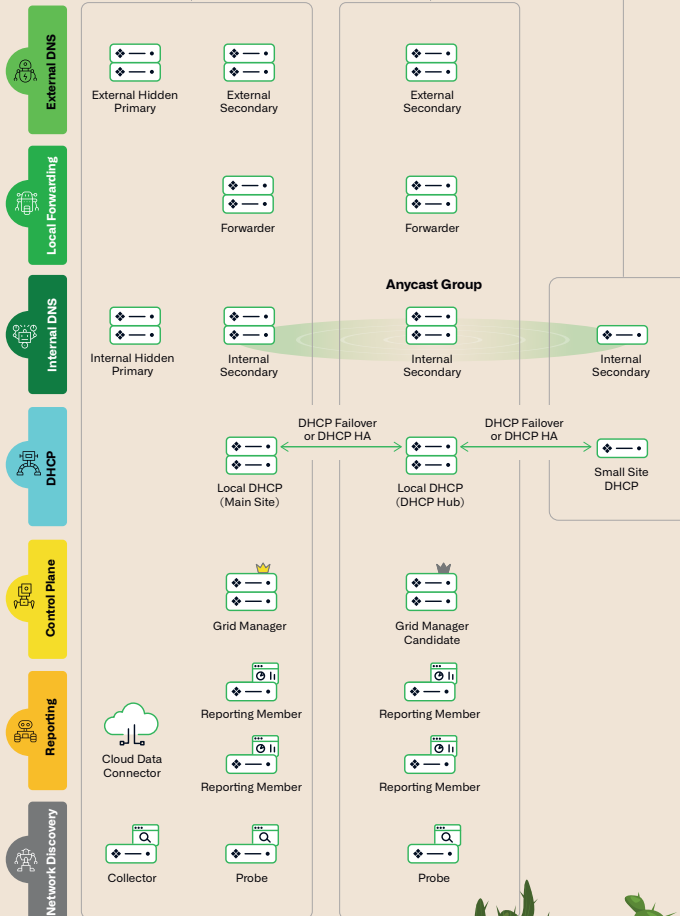 External DNS
External Hidden
Primary
External
Secondary
External
Secondary
Local Forwarding
Forwarder
Forwarder
Anycast Group
Internal DNS
Internal Hidden
Primary
Internal
Secondary
Internal
Secondary
Internal
Secondary
DHCP
DHCP Failover
or DHCP HA
DHCP Failover
or DHCP HA
Local DHCP
(Main Site)
Local DHCP
(DHCP Hub)
Small Site
DHCP
Control Plane
Grid Manager
Grid Manager
Candidate
Reporting
Reporting Member
Reporting Member
Cloud Data
Connector
Reporting Member
Reporting Member
Network Discovery
Collector
Probe
Probe